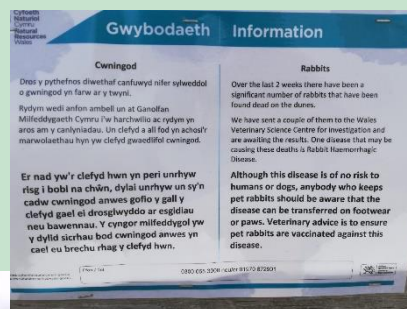 Cyfoeth
Naturiol
Cymru
Natural
Resources
Wales
Gwybodaeth Information
Cwningod
Dros y pythefnos diwethaf canfuwyd nifer sylweddol
o gwningod yn farw ar y twyni.
Rydym wedi anfon ambell un at Ganolfan
Milfeddygaeth Cymru i'w harchwilio ac rydym yn
aros am y canlyniadau. Un clefyd a all fod yn achosi'r
marwolaethau hyn yw clefyd gwaedlifol cwningod.
Er nad yw'r clefyd hwn yn peri unrhyw
risg i bobl na chŵn, dylai unrhyw un sy'n
cadw cwningod anwes gofio y gall y
clefyd gael ei drosglwyddo ar esgidiau
neu bawennau. Y cyngor milfeddygol yw
y dylid sicrhau bod cwningod anwes yn
cael eu brechu rhag y clefyd hwn.
Rabbits
Over the last 2 weeks there have been a
significant number of rabbits that have been
found dead on the dunes.
We have sent a couple of them to the Wales
Veterinary Science Centre for investigation and
are awaiting the results. One disease that may be
causing these deaths is Rabbit Haemorrhagic
Disease.
Although this disease is of no risk to
humans or dogs, anybody who keeps
pet rabbits should be aware that the
disease can be transferred on footwear
or paws. Veterinary advice is to ensure
pet rabbits are vaccinated against this
disease.